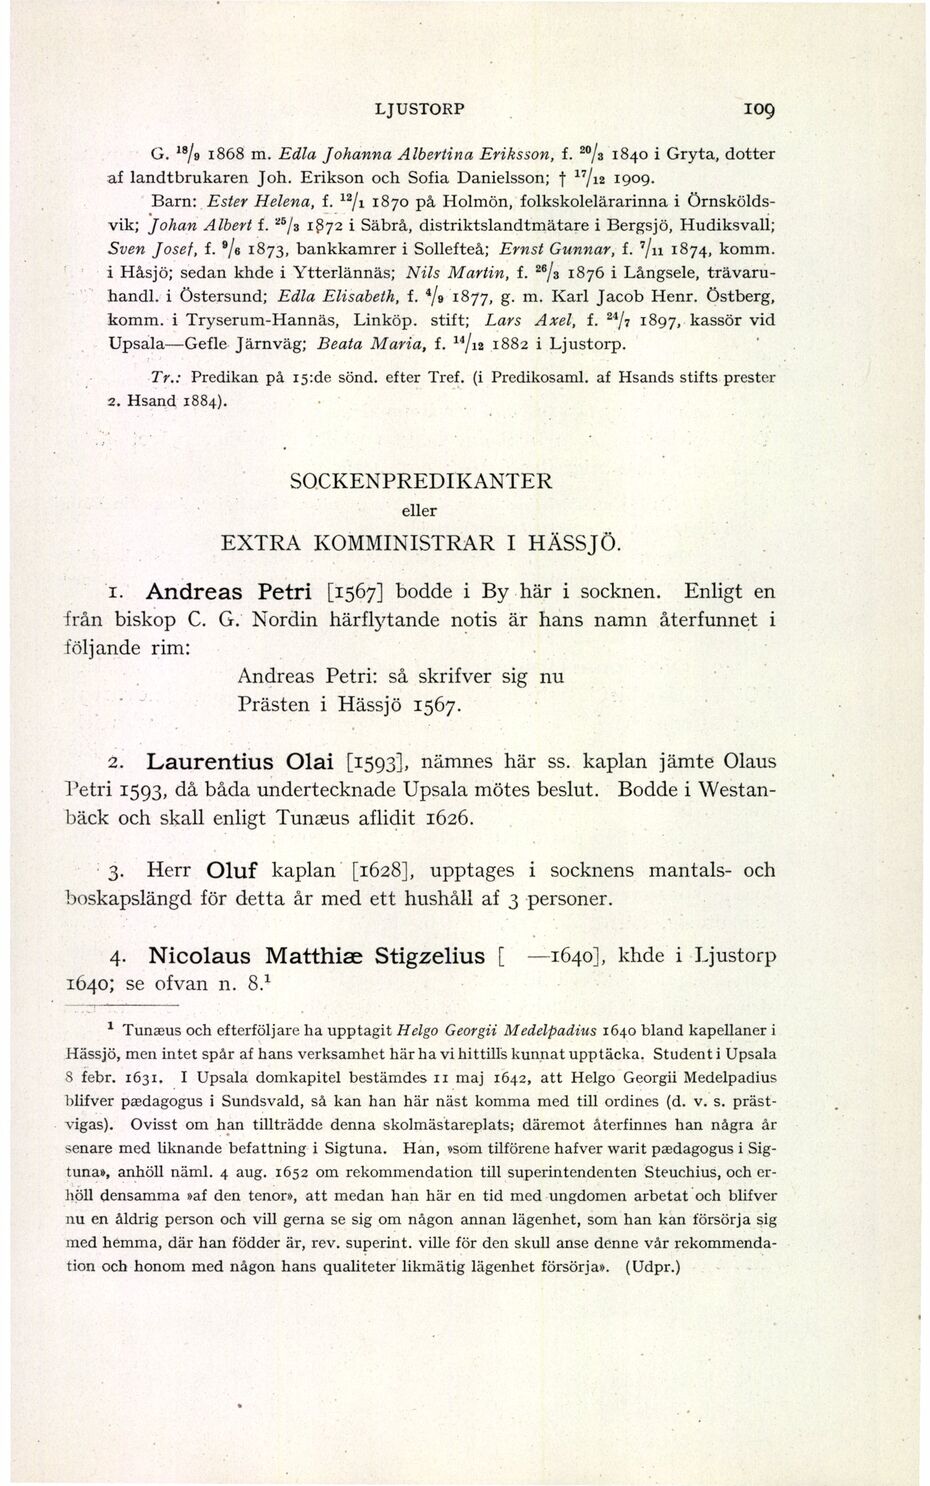 LJUSTORP 109
G. 18/9 1868 m. Edla Johanna Albertina Eriksson, f. 20/3 1840 i Gryta, dotter
af landtbrukaren Joh. Erikson och Sofia Danielsson; † 17/12 1909.
Barn: Ester Helena, f. 12/1 1870 på Holmön, folkskolelärarinna i Örnskölds-
vik; Johan Albert f. 25/3 1872 i Säbrå, distriktslandtmätare i Bergsjö, Hudiksvall;
Sven Josef, f. 9/6 1873, bankkamrer i Sollefteå; Ernst Gunnar, f. 7/11 1874, komm.
i Håsjö; sedan khde i Ytterlännäs; Nils Martin, f. 26/3 1876 i Långsele, trävaru-
handl. i Östersund; Edla Elisabeth, f. 4/9 1877, g. m. Karl Jacob Henr. Östberg,
komm. i Tryserum-Hannäs, Linköp. stift; Lars Axel, f. 24/7 1897, kassör vid
Upsala—Gefle Järnväg; Beata Maria, f. 14/12 1882 i Ljustorp.
Tr.: Predikan på 15:de sönd. efter Tref. (i Predikosaml. af Hsands stifts prester
2. Hsand 1884).
SOCKENPREDIKANTER
eller
EXTRA KOMMINISTRAR I HÄSSJÖ.
1. Andreas Petri [1567] bodde i By här i socknen. Enligt en
från biskop C. G. Nordin härflytande notis är hans namn återfunnet i
följande rim:
Andreas Petri: så skrifver sig nu
Prästen i Hässjö 1567.
2. Laurentius Olai [1593], nämnes här ss. kaplan jämte Olaus
Petri 1593, då båda undertecknade Upsala mötes beslut. Bodde i Westan-
bäck och skall enligt Tunæus aflidit 1626.
3. Herr Oluf kaplan [1628], upptages i socknens mantals- och
boskapslängd för detta år med ett hushåll af 3 personer.
4. Nicolaus Matthiæ Stigzelius [ —1640], khde i Ljustorp
1640; se ofvan n. 8.¹
¹ Tunæus och efterföljare ha upptagit Helgo Georgii Medelpadius 1640 bland kapellaner i
Hässjö, men intet spår af hans verksamhet här ha vi hittills kunnat upptäcka. Student i Upsala
8 febr. 1631. I Upsala domkapitel bestämdes 11 maj 1642, att Helgo Georgii Medelpadius
blifver pædagogus i Sundsvald, så kan han här näst komma med till ordines (d. v. s. präst-
vigas). Ovisst om han tillträdde denna skolmästareplats; däremot återfinnes han några år
senare med liknande befattning i Sigtuna. Han, »som tilförene hafver warit pædagogus i Sig-
tuna», anhöll näml. 4 aug. 1652 om rekommendation till superintendenten Steuchius, och er-
höll densamma »af den tenor», att medan han här en tid med ungdomen arbetat och blifver
nu en åldrig person och vill gerna se sig om någon annan lägenhet, som han kan försörja sig
med hemma, där han födder är, rev. superint. ville för den skull anse denne vår rekommenda-
tion och honom med någon hans qualiteter likmätig lägenhet försörja». (Udpr.)